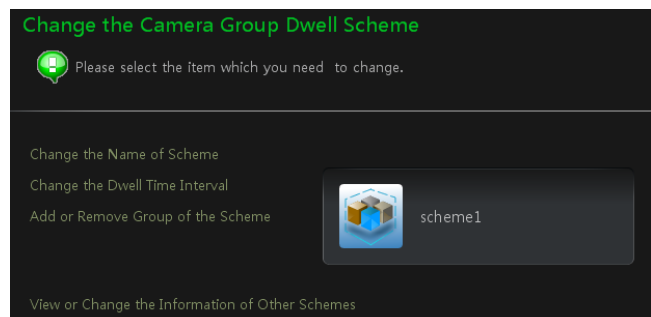 Change the Camera Group Dwell Scheme
Please select the item which you need to change.
Change the Name of Scheme
Change the Dwell Time Interval
Add or Remove Group of the Scheme
scheme1
View or Change the Information of Other Schemes